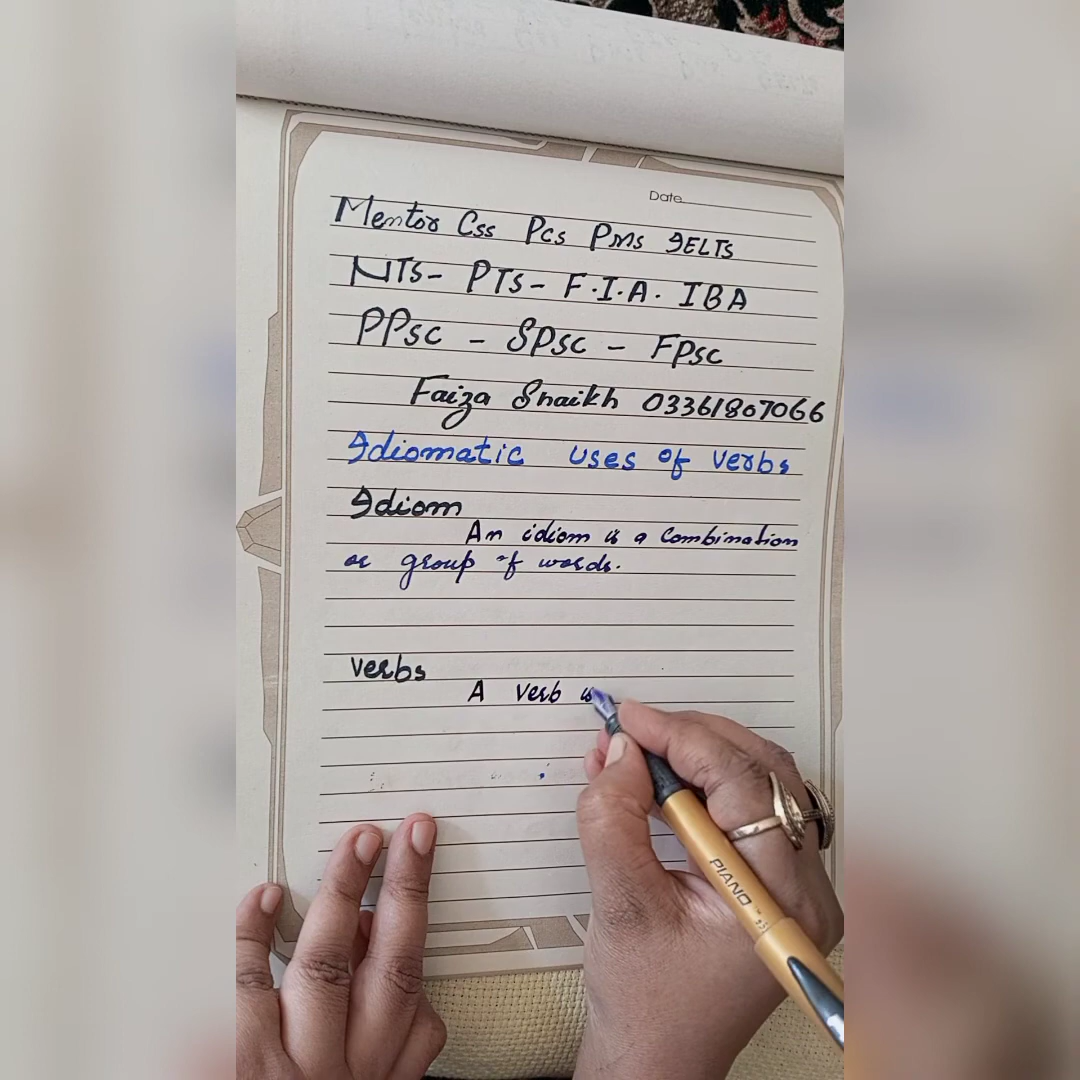 Date
Mentor Css Pcs Pms IELTS
NTS- PTS- F.I.A. IBA
PPsc - SPsc - FPsc
Faiza Shaikh 03361807066
Idiomatic uses of verbs
Idiom
An idiom is a combination
or group of words.
verbs
A verb is
PIANO